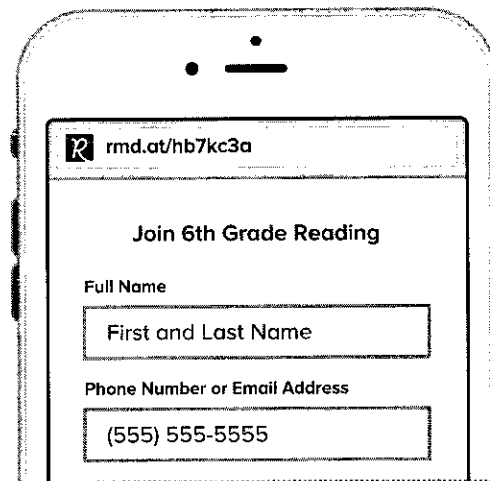 R rmd.at/hb7kc3a
Join 6th Grade Reading
Full Name
First and Last Name
Phone Number or Email Address
(555) 555-5555